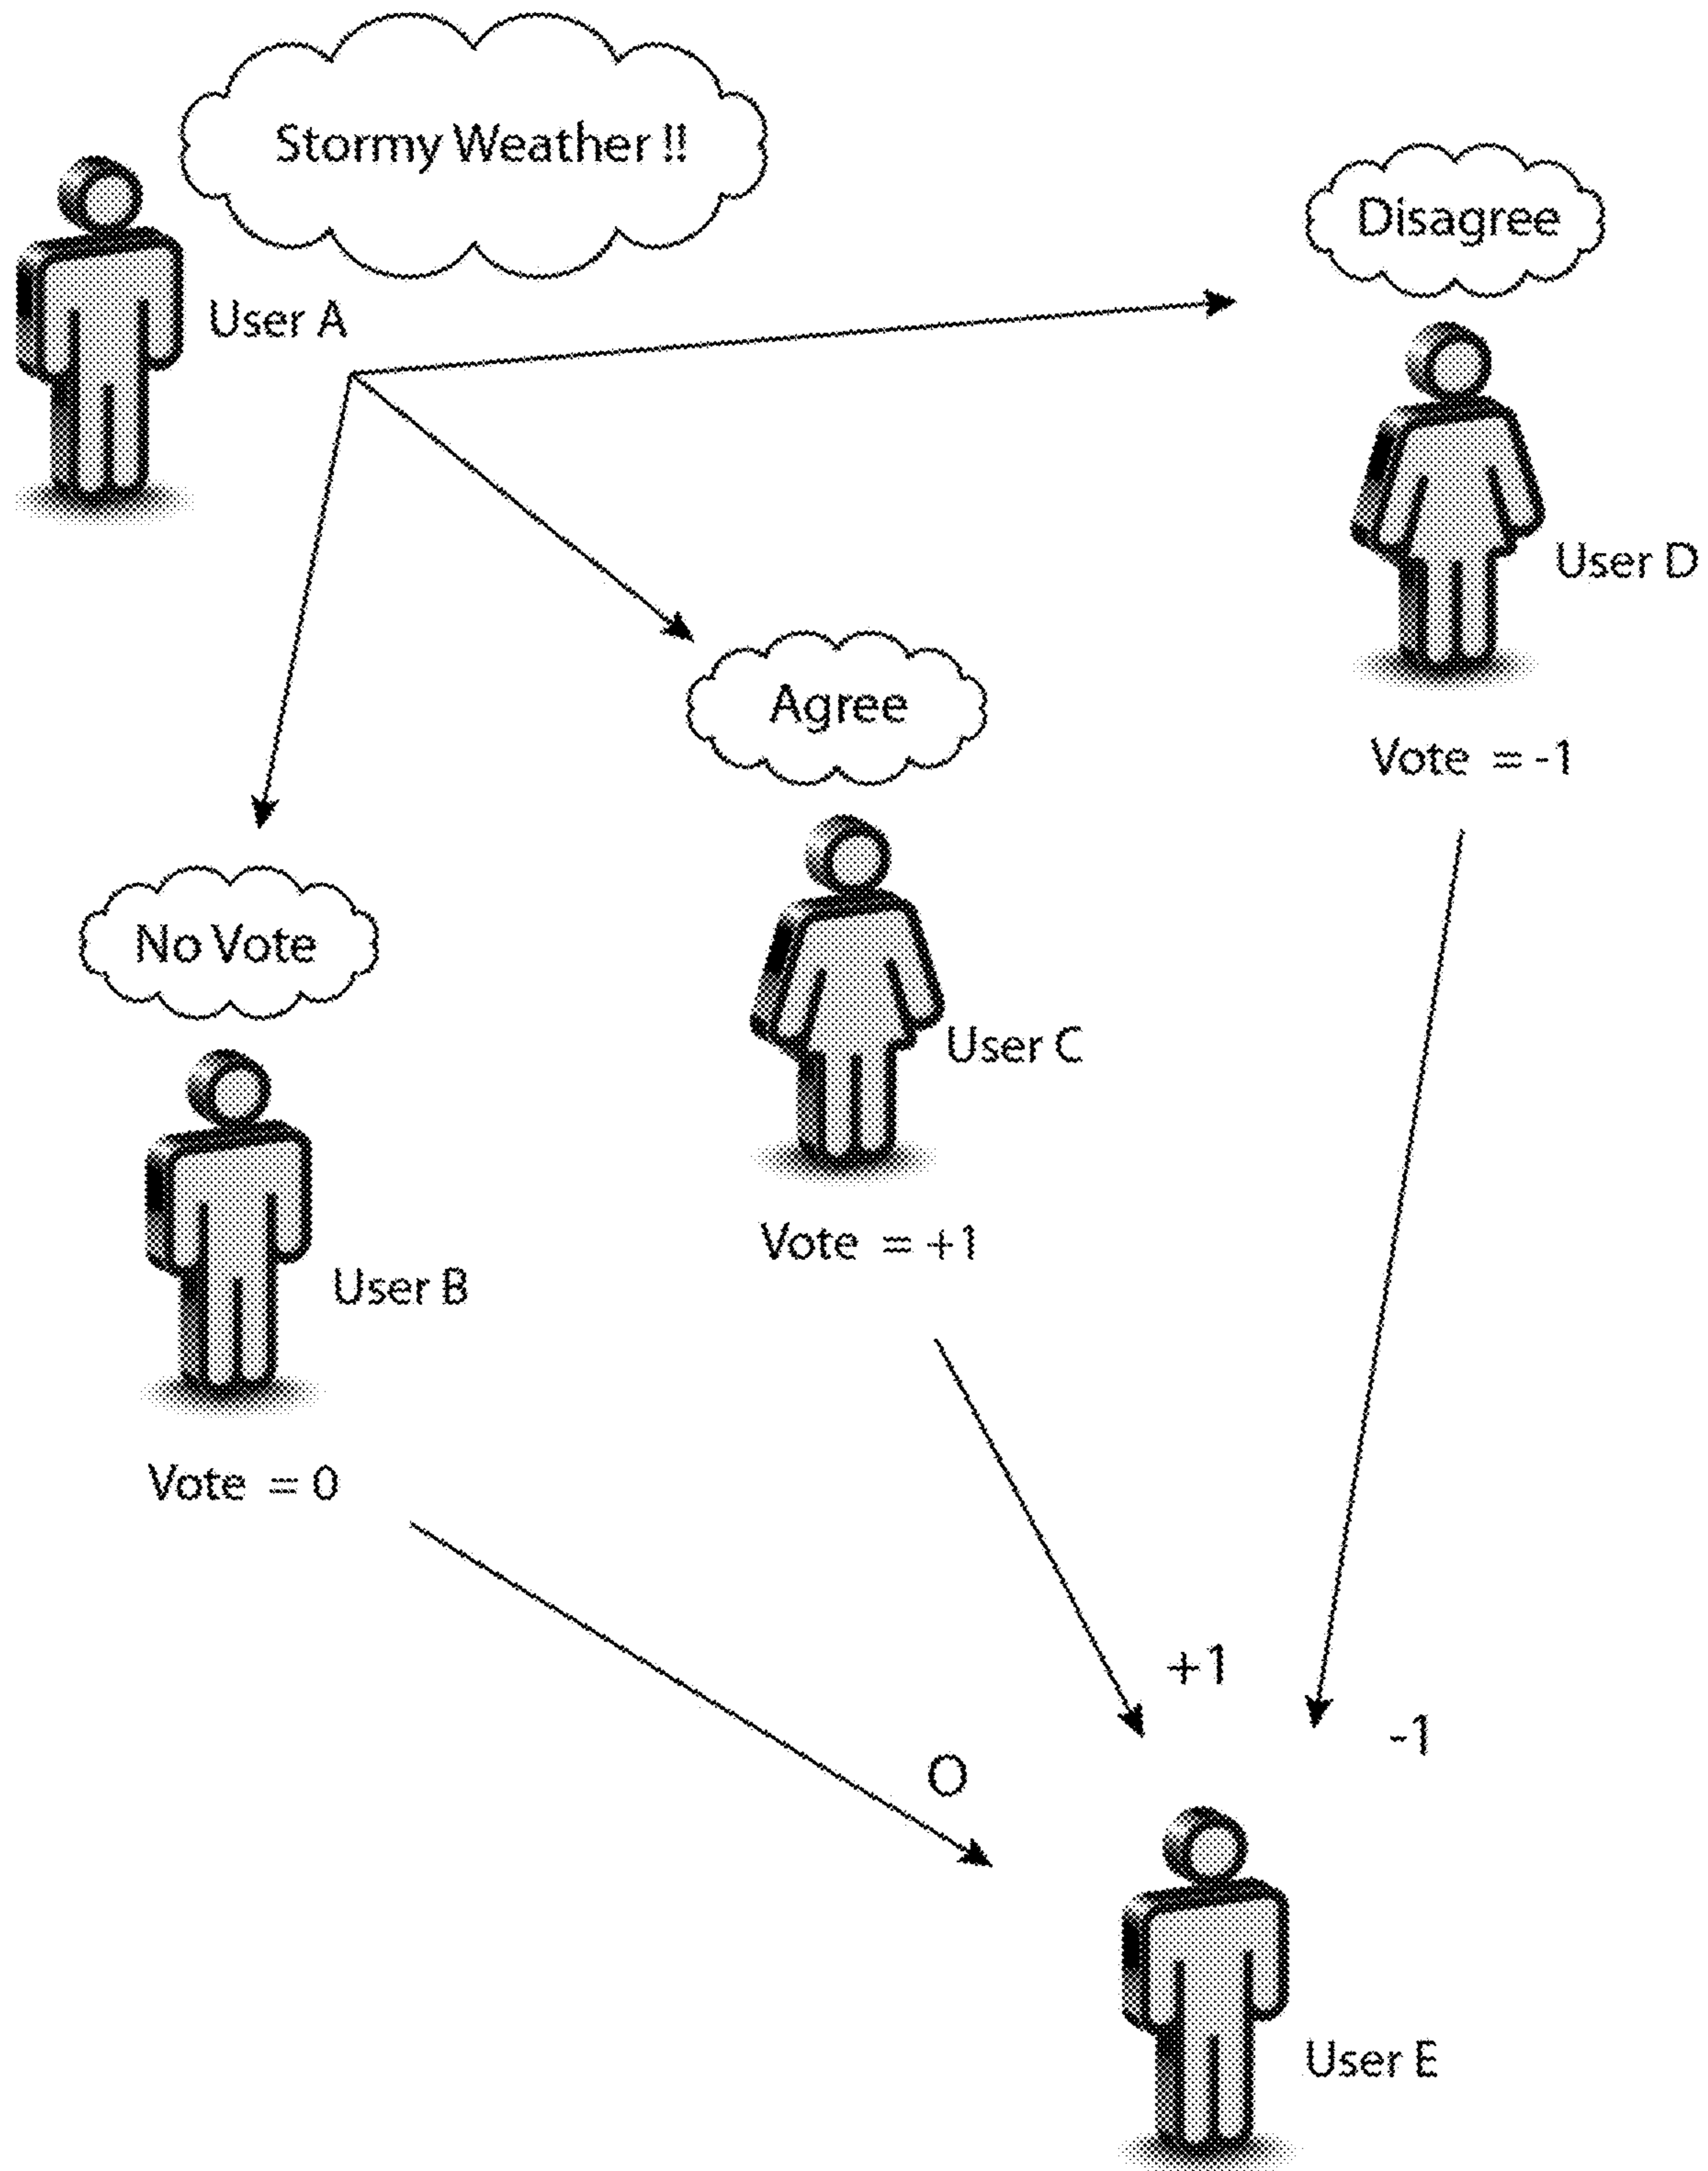 Stormy Weather !!
User A
Disagree
User D
Vote = -1
Agree
User C
Vote = +1
No Vote
User B
Vote = 0
+1
-1
O
User E